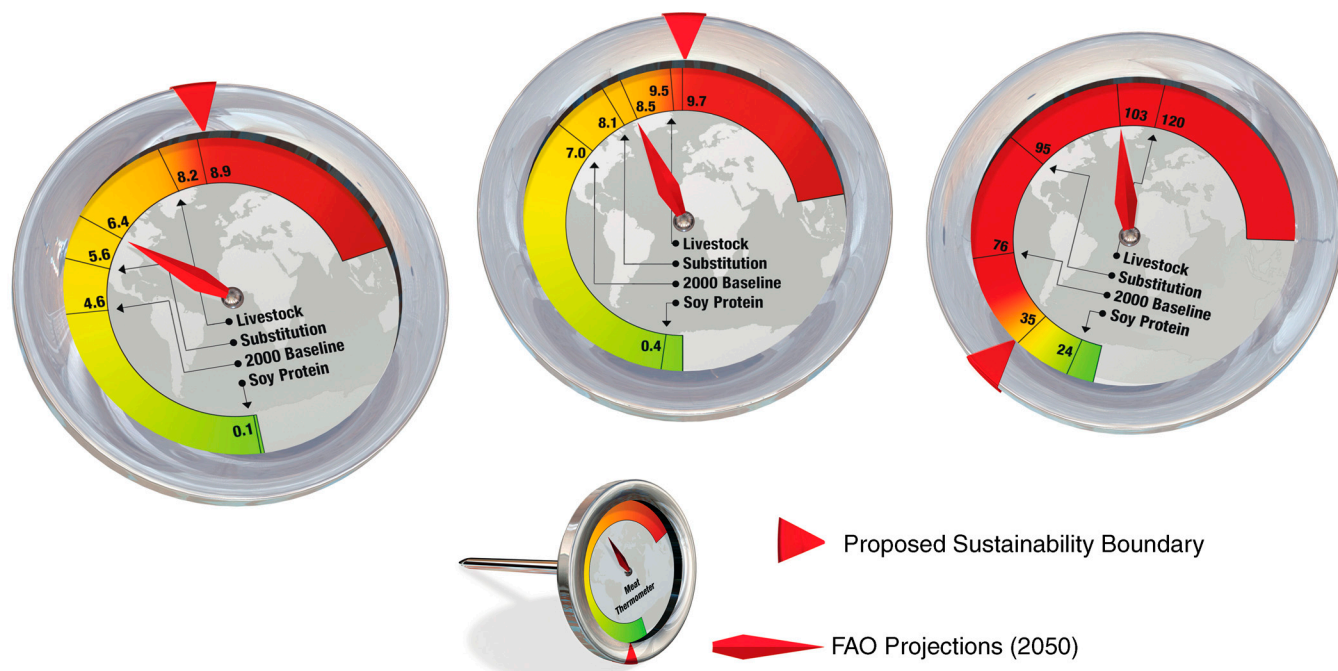 4.6
5.6
6.4
8.2
8.9
0.1
Livestock
Substitution
2000 Baseline
Soy Protein
7.0
8.1
8.5
9.5
9.7
0.4
Livestock
Substitution
2000 Baseline
Soy Protein
24
35
76
95
103
120
Livestock
Substitution
2000 Baseline
Soy Protein
Meat
Thermometer
Proposed Sustainability Boundary
FAO Projections (2050)